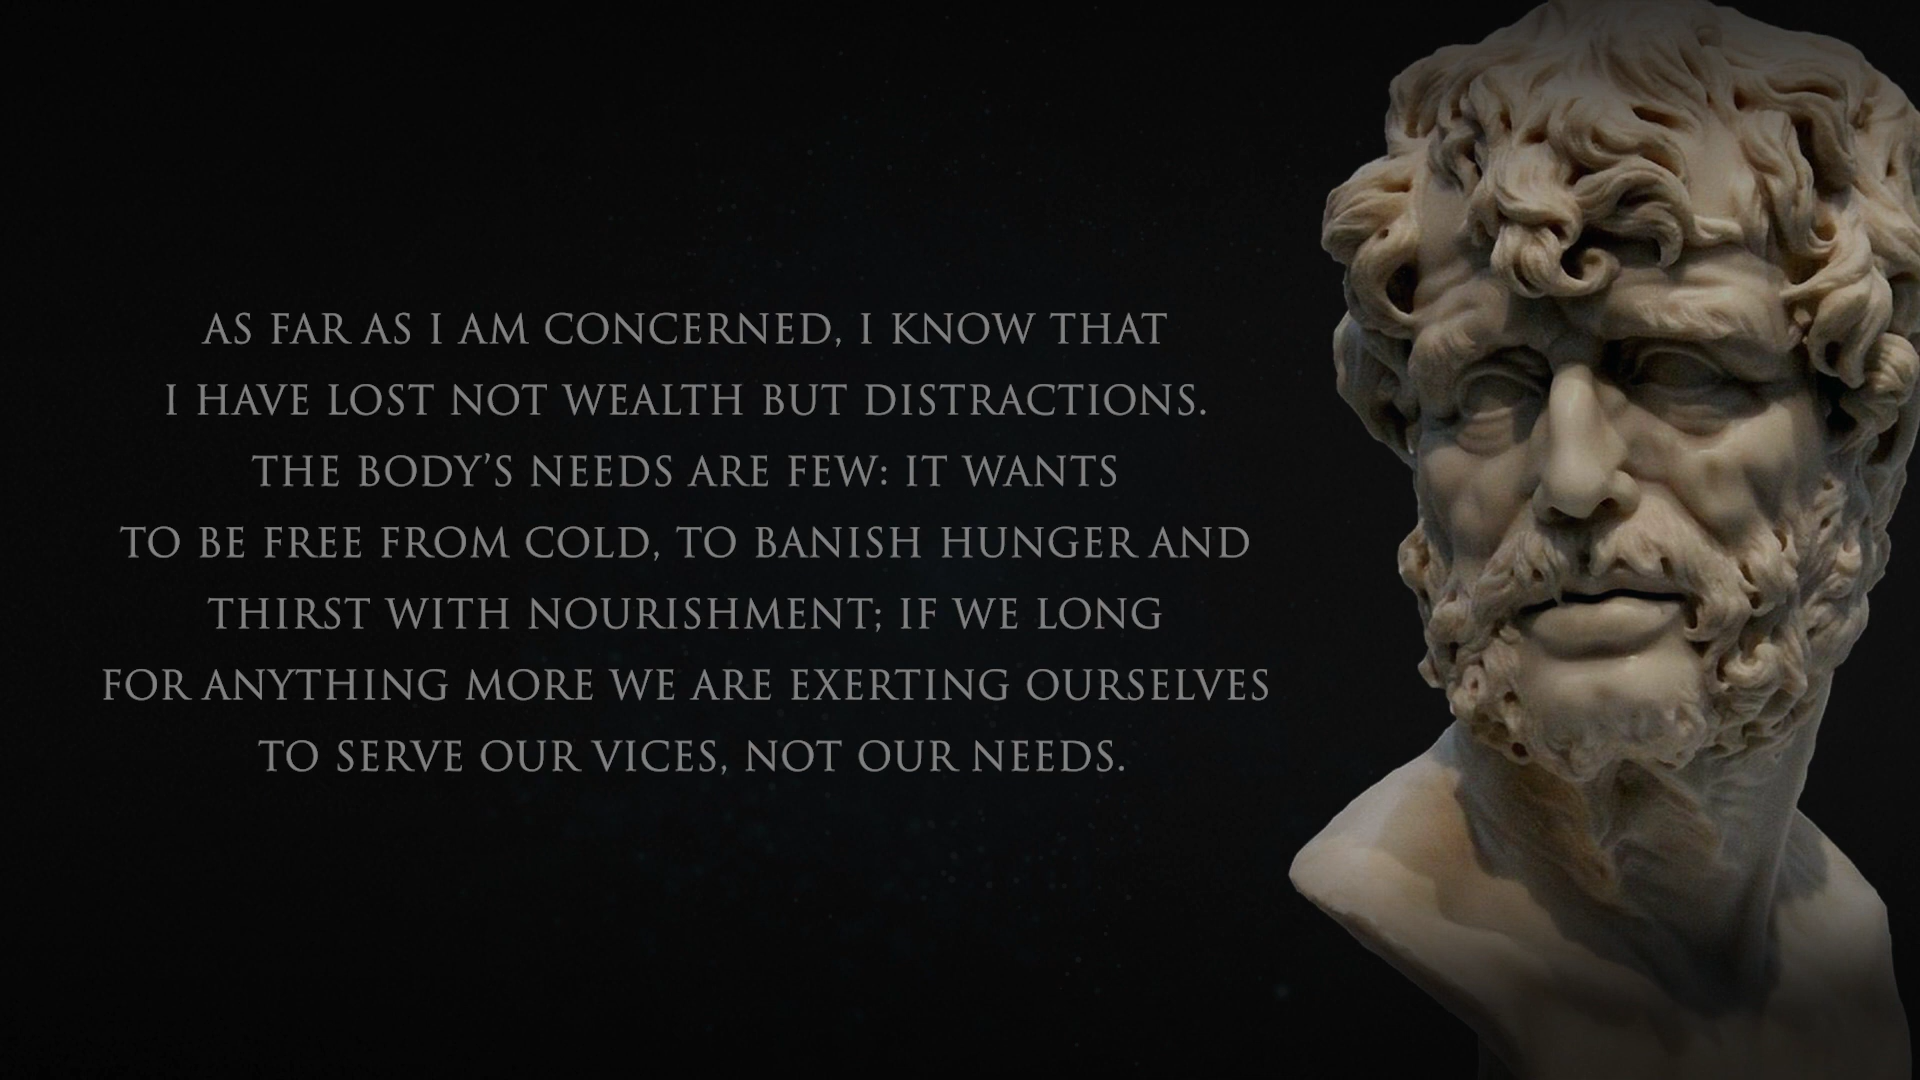 AS FAR AS I AM CONCERNED, I KNOW THAT
I HAVE LOST NOT WEALTH BUT DISTRACTIONS.
THE BODY’S NEEDS ARE FEW: IT WANTS
TO BE FREE FROM COLD, TO BANISH HUNGER AND
THIRST WITH NOURISHMENT; IF WE LONG
FOR ANYTHING MORE WE ARE EXERTING OURSELVES
TO SERVE OUR VICES, NOT OUR NEEDS.